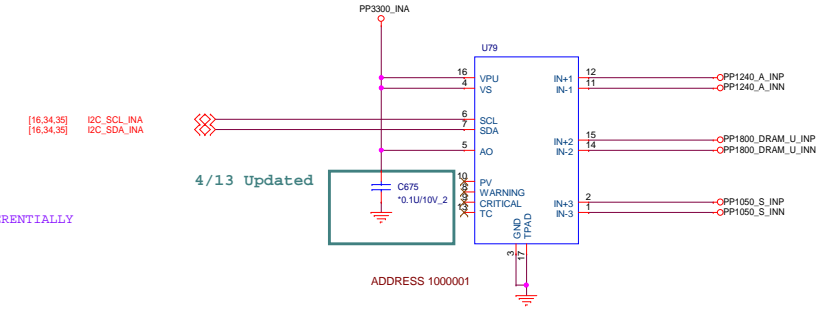 PP3300_INA
U79
16 VPU IN+1 12 PP1240_A_INP
4 VS IN-1 11 PP1240_A_INN
[16,34,35] I2C_SCL_INA 6 SCL
[16,34,35] I2C_SDA_INA 7 SDA
IN+2 15 PP1800_DRAM_U_INP
5 AO IN-2 14 PP1800_DRAM_U_INN
4/13 Updated
10 PV
WARNING
CRITICAL IN+3 2 PP1050_S_INP
13 TC IN-3 1 PP1050_S_INN
C675
*0.1U/10V_2
ERENTIALLY
GND
TPAD
3
17
ADDRESS 1000001